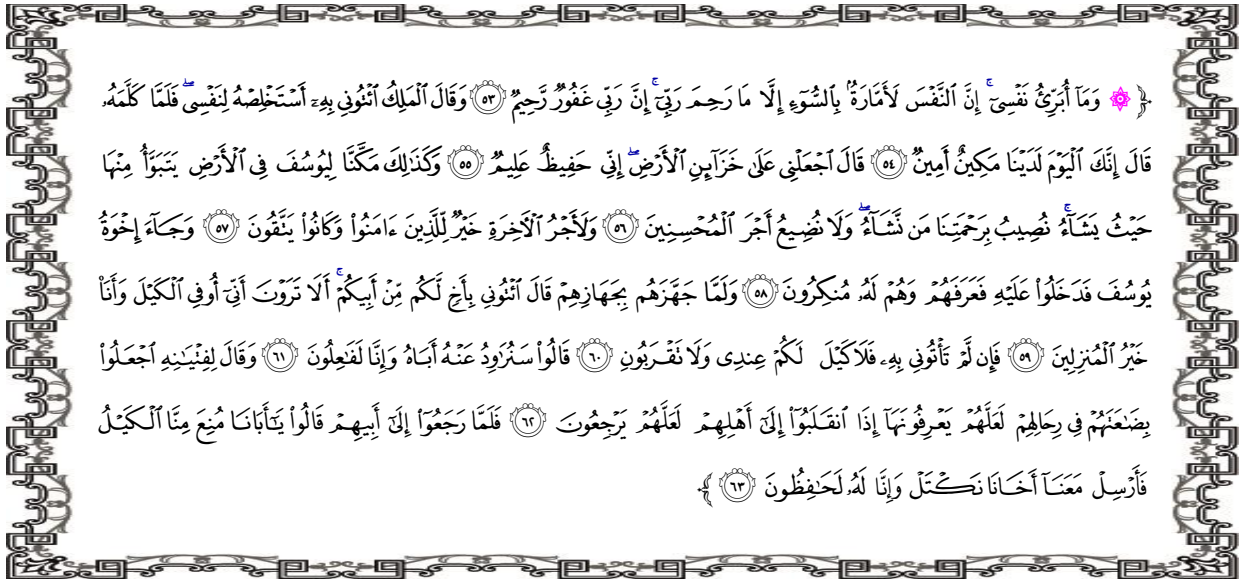 ﴿ ۞ وَمَآ أُبَرِّئُ نَفْسِىٓ ۚ إِنَّ ٱلنَّفْسَ لَأَمَّارَةٌۢ بِٱلسُّوٓءِ إِلَّا مَا رَحِمَ رَبِّىٓ ۚ إِنَّ رَبِّى غَفُورٌ رَّحِيمٌ ﴿٥٣﴾ وَقَالَ ٱلْمَلِكُ ٱئْتُونِى بِهِۦٓ أَسْتَخْلِصْهُ لِنَفْسِى ۖ فَلَمَّا كَلَّمَهُۥ
قَالَ إِنَّكَ ٱلْيَوْمَ لَدَيْنَا مَكِينٌ أَمِينٌ ﴿٥٤﴾ قَالَ ٱجْعَلْنِى عَلَىٰ خَزَآئِنِ ٱلْأَرْضِ ۖ إِنِّى حَفِيظٌ عَلِيمٌ ﴿٥٥﴾ وَكَذَٰلِكَ مَكَّنَّا لِيُوسُفَ فِى ٱلْأَرْضِ يَتَبَوَّأُ مِنْهَا
حَيْثُ يَشَآءُ ۚ نُصِيبُ بِرَحْمَتِنَا مَن نَّشَآءُ ۖ وَلَا نُضِيعُ أَجْرَ ٱلْمُحْسِنِينَ ﴿٥٦﴾ وَلَأَجْرُ ٱلْـَٔاخِرَةِ خَيْرٌ لِّلَّذِينَ ءَامَنُوا۟ وَكَانُوا۟ يَتَّقُونَ ﴿٥٧﴾ وَجَآءَ إِخْوَةُ
يُوسُفَ فَدَخَلُوا۟ عَلَيْهِ فَعَرَفَهُمْ وَهُمْ لَهُۥ مُنكِرُونَ ﴿٥٨﴾ وَلَمَّا جَهَّزَهُم بِجَهَازِهِمْ قَالَ ٱئْتُونِى بِأَخٍ لَّكُم مِّنْ أَبِيكُمْ ۚ أَلَا تَرَوْنَ أَنِّىٓ أُوفِى ٱلْكَيْلَ وَأَنَا۠
خَيْرُ ٱلْمُنزِلِينَ ﴿٥٩﴾ فَإِن لَّمْ تَأْتُونِى بِهِۦ فَلَا كَيْلَ لَكُمْ عِندِى وَلَا تَقْرَبُونِ ﴿٦٠﴾ قَالُوا۟ سَنُرَٰوِدُ عَنْهُ أَبَاهُ وَإِنَّا لَفَٰعِلُونَ ﴿٦١﴾ وَقَالَ لِفِتْيَٰنِهِ ٱجْعَلُوا۟
بِضَٰعَتَهُمْ فِى رِحَالِهِمْ لَعَلَّهُمْ يَعْرِفُونَهَآ إِذَا ٱنقَلَبُوٓا۟ إِلَىٰٓ أَهْلِهِمْ لَعَلَّهُمْ يَرْجِعُونَ ﴿٦٢﴾ فَلَمَّا رَجَعُوٓا۟ إِلَىٰٓ أَبِيهِمْ قَالُوا۟ يَٰٓأَبَانَا مُنِعَ مِنَّا ٱلْكَيْلُ
فَأَرْسِلْ مَعَنَآ أَخَانَا نَكْتَلْ وَإِنَّا لَهُۥ لَحَٰفِظُونَ ﴿٦٣﴾ ﴾